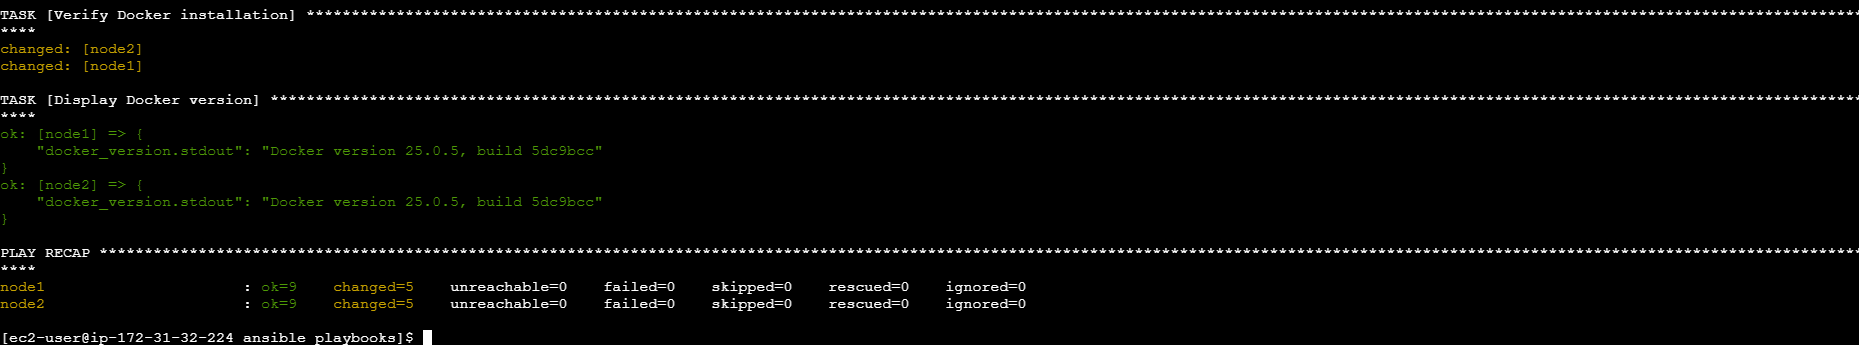 TASK [Verify Docker installation] ****************************************************************************************************************************************************************************
****
changed: [node2]
changed: [node1]
TASK [Display Docker version] ********************************************************************************************************************************************************************************
****
ok: [node1] => {
    "docker_version.stdout": "Docker version 25.0.5, build 5dc9bcc"
}
ok: [node2] => {
    "docker_version.stdout": "Docker version 25.0.5, build 5dc9bcc"
}
PLAY RECAP ***************************************************************************************************************************************************************************************************
****
node1                      : ok=9    changed=5    unreachable=0    failed=0    skipped=0    rescued=0    ignored=0
node2                      : ok=9    changed=5    unreachable=0    failed=0    skipped=0    rescued=0    ignored=0
[ec2-user@ip-172-31-32-224 ansible playbooks]$